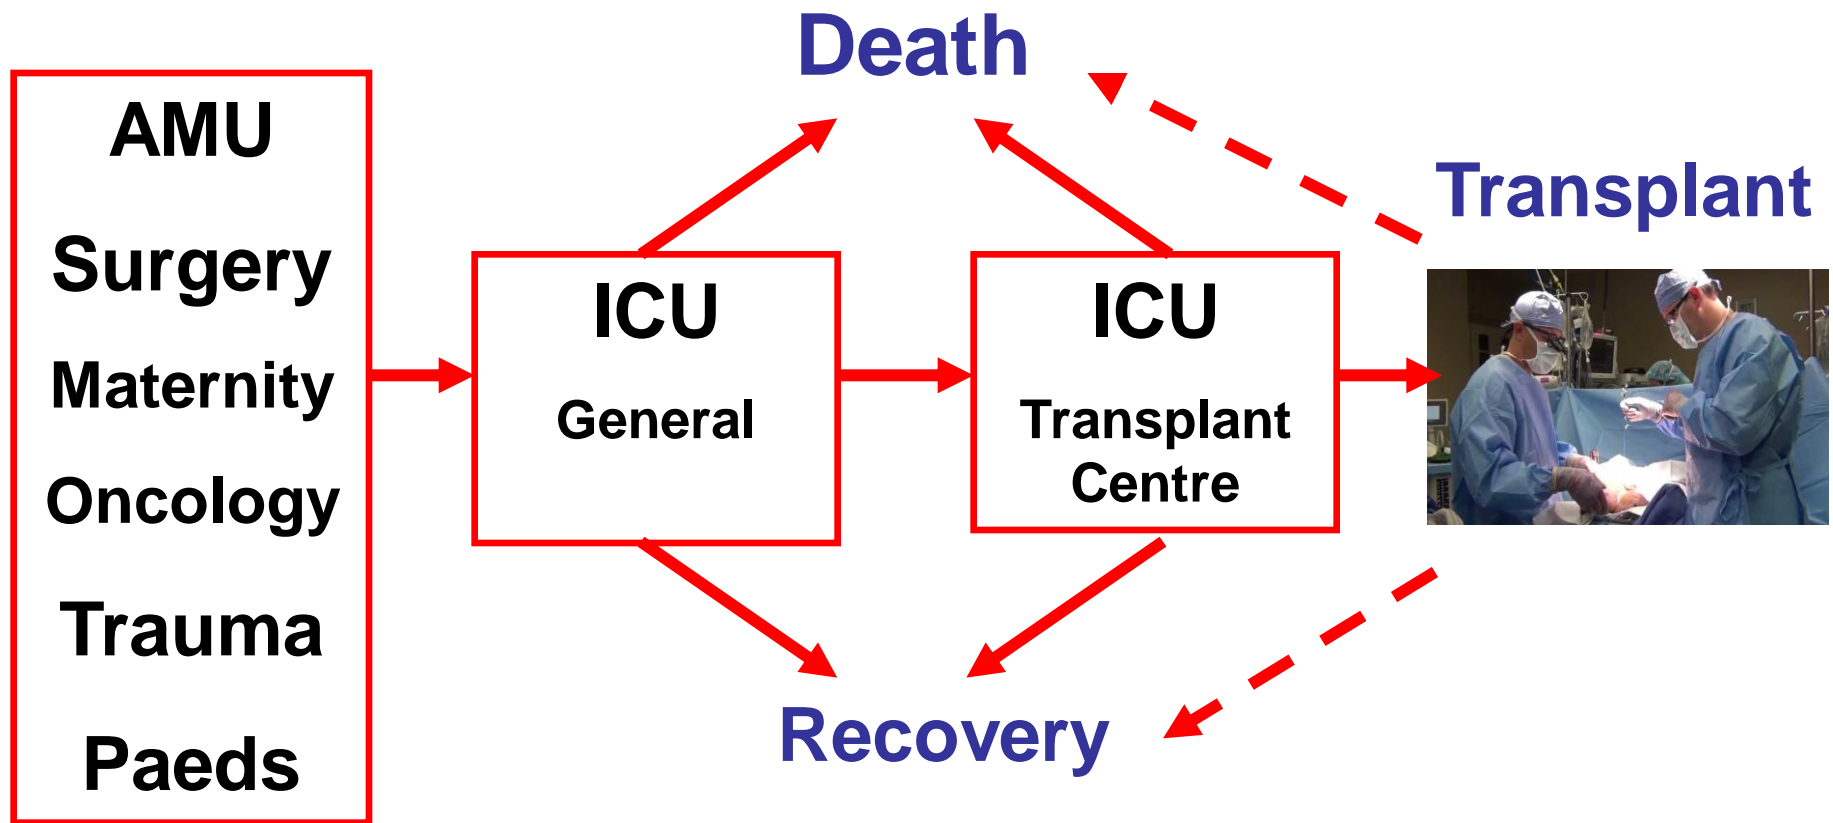 Death
AMU
Surgery
Maternity
Oncology
Trauma
Paeds
ICU
General
ICU
Transplant
Centre
Transplant
Recovery